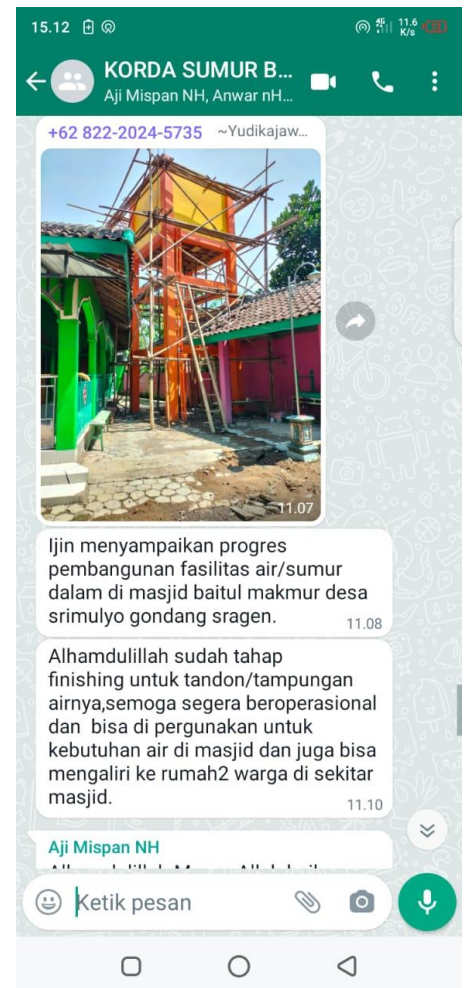 15.12
4G
11.6
K/s
KORDA SUMUR B...
Aji Mispan NH, Anwar nH...
+62 822-2024-5735 ~Yudikajaw...
11.07
Ijin menyampaikan progres
pembangunan fasilitas air/sumur
dalam di masjid baitul makmur desa
srimulyo gondang sragen.
11.08
Alhamdulillah sudah tahap
finishing untuk tandon/tampungan
airnya,semoga segera beroperasional
dan bisa di pergunakan untuk
kebutuhan air di masjid dan juga bisa
mengaliri ke rumah2 warga di sekitar
masjid.
11.10
Aji Mispan NH
Ketik pesan